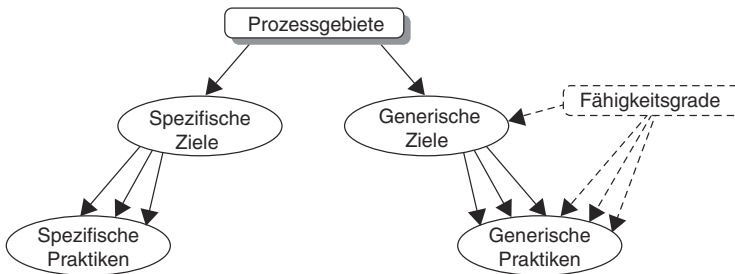 Prozessgebiete
Spezifische
Ziele
Generische
Ziele
Fähigkeitsgrade
Spezifische
Praktiken
Generische
Praktiken